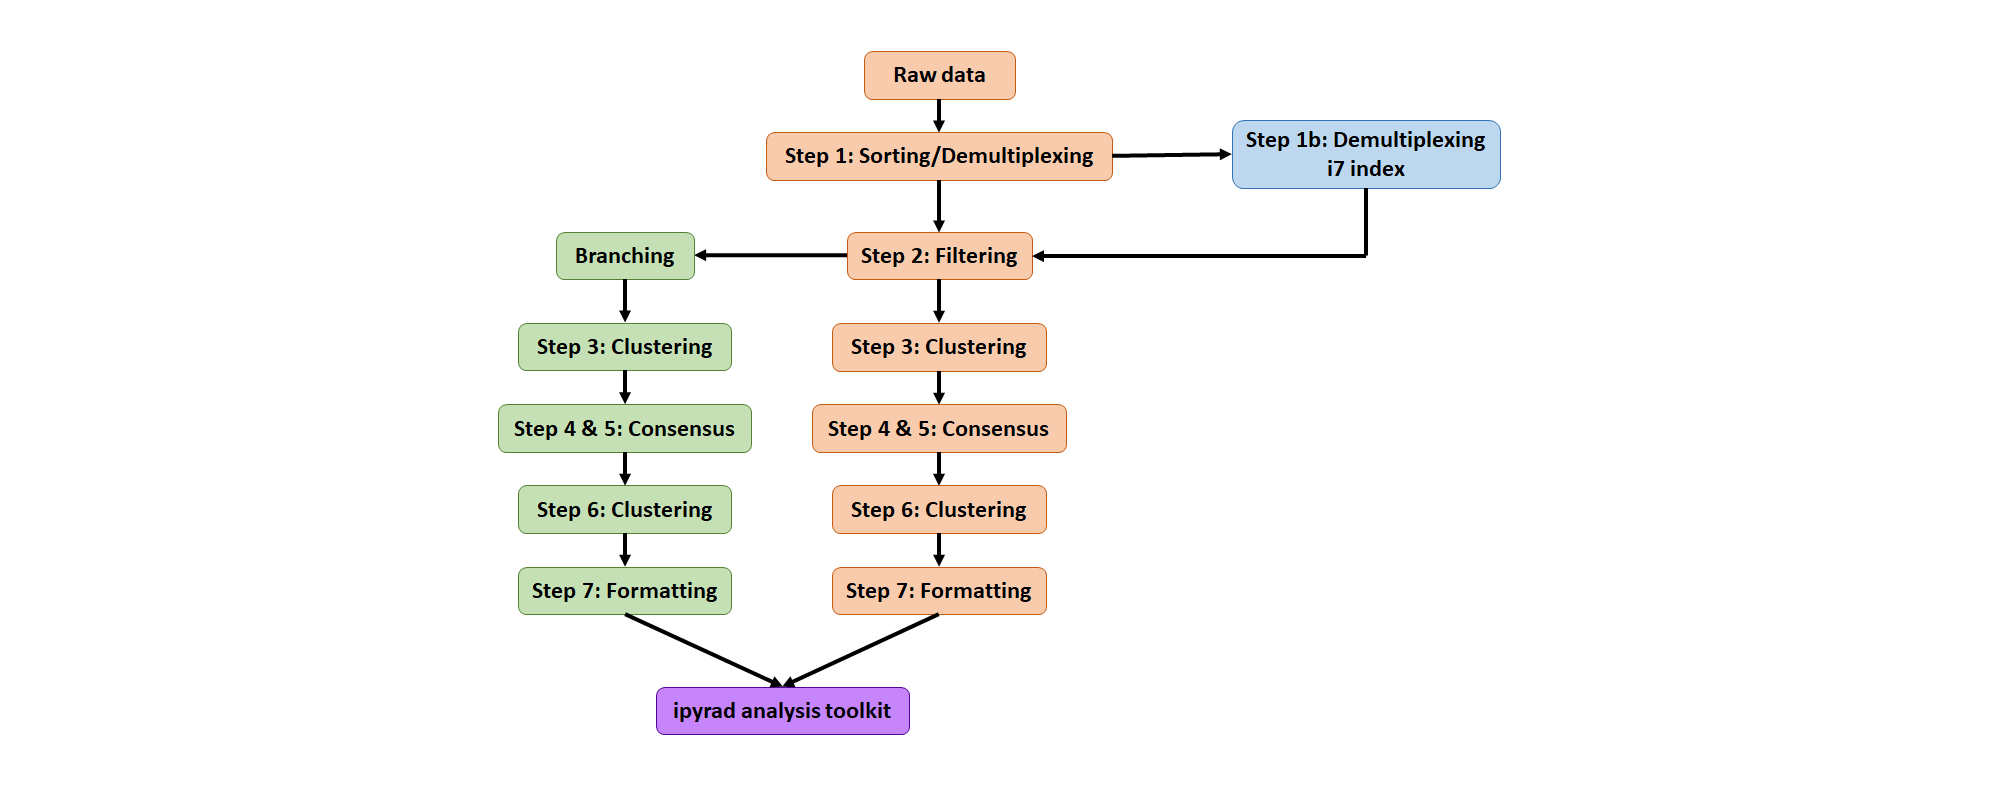 Raw data
Step 1: Sorting/Demultiplexing
Step 1b: Demultiplexing
i7 index
Branching
Step 2: Filtering
Step 3: Clustering
Step 3: Clustering
Step 4 & 5: Consensus
Step 4 & 5: Consensus
Step 6: Clustering
Step 6: Clustering
Step 7: Formatting
Step 7: Formatting
ipyrad analysis toolkit